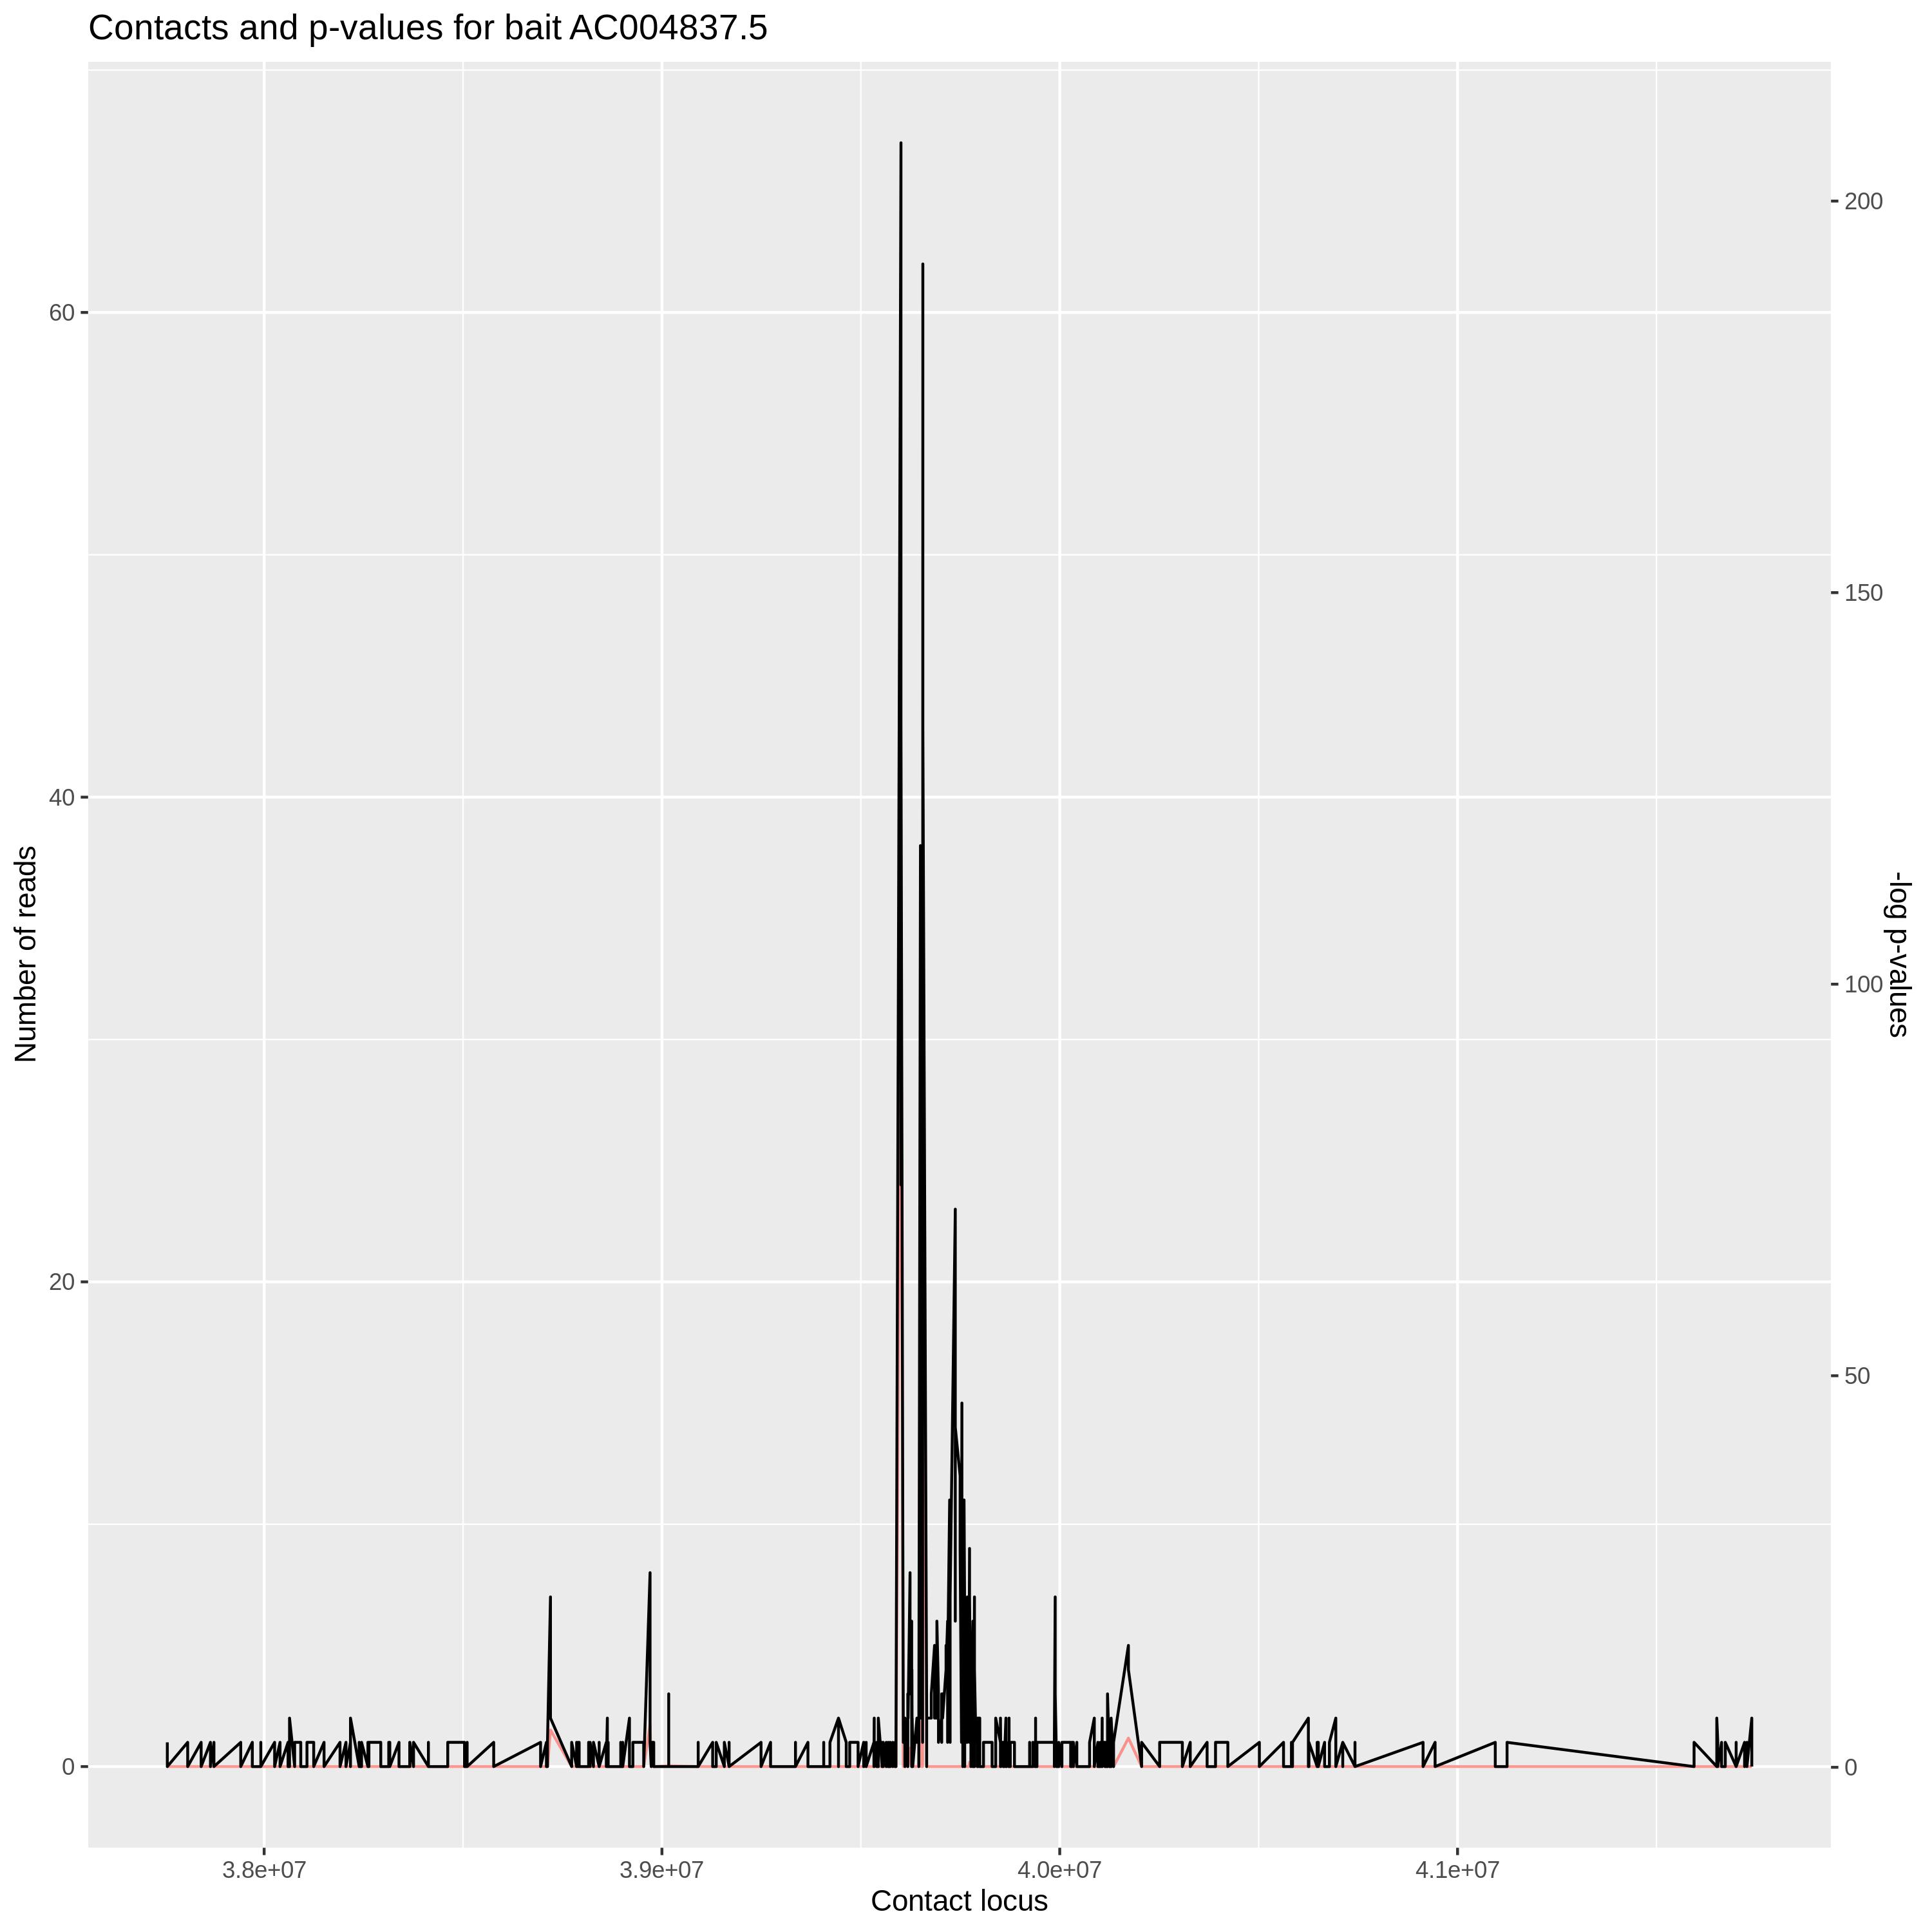 Contacts and p-values for bait AC004837.5
Number of reads
60
40
20
0
200
150
100
50
0
-log p-values
3.8e+07
3.9e+07
4.0e+07
4.1e+07
Contact locus